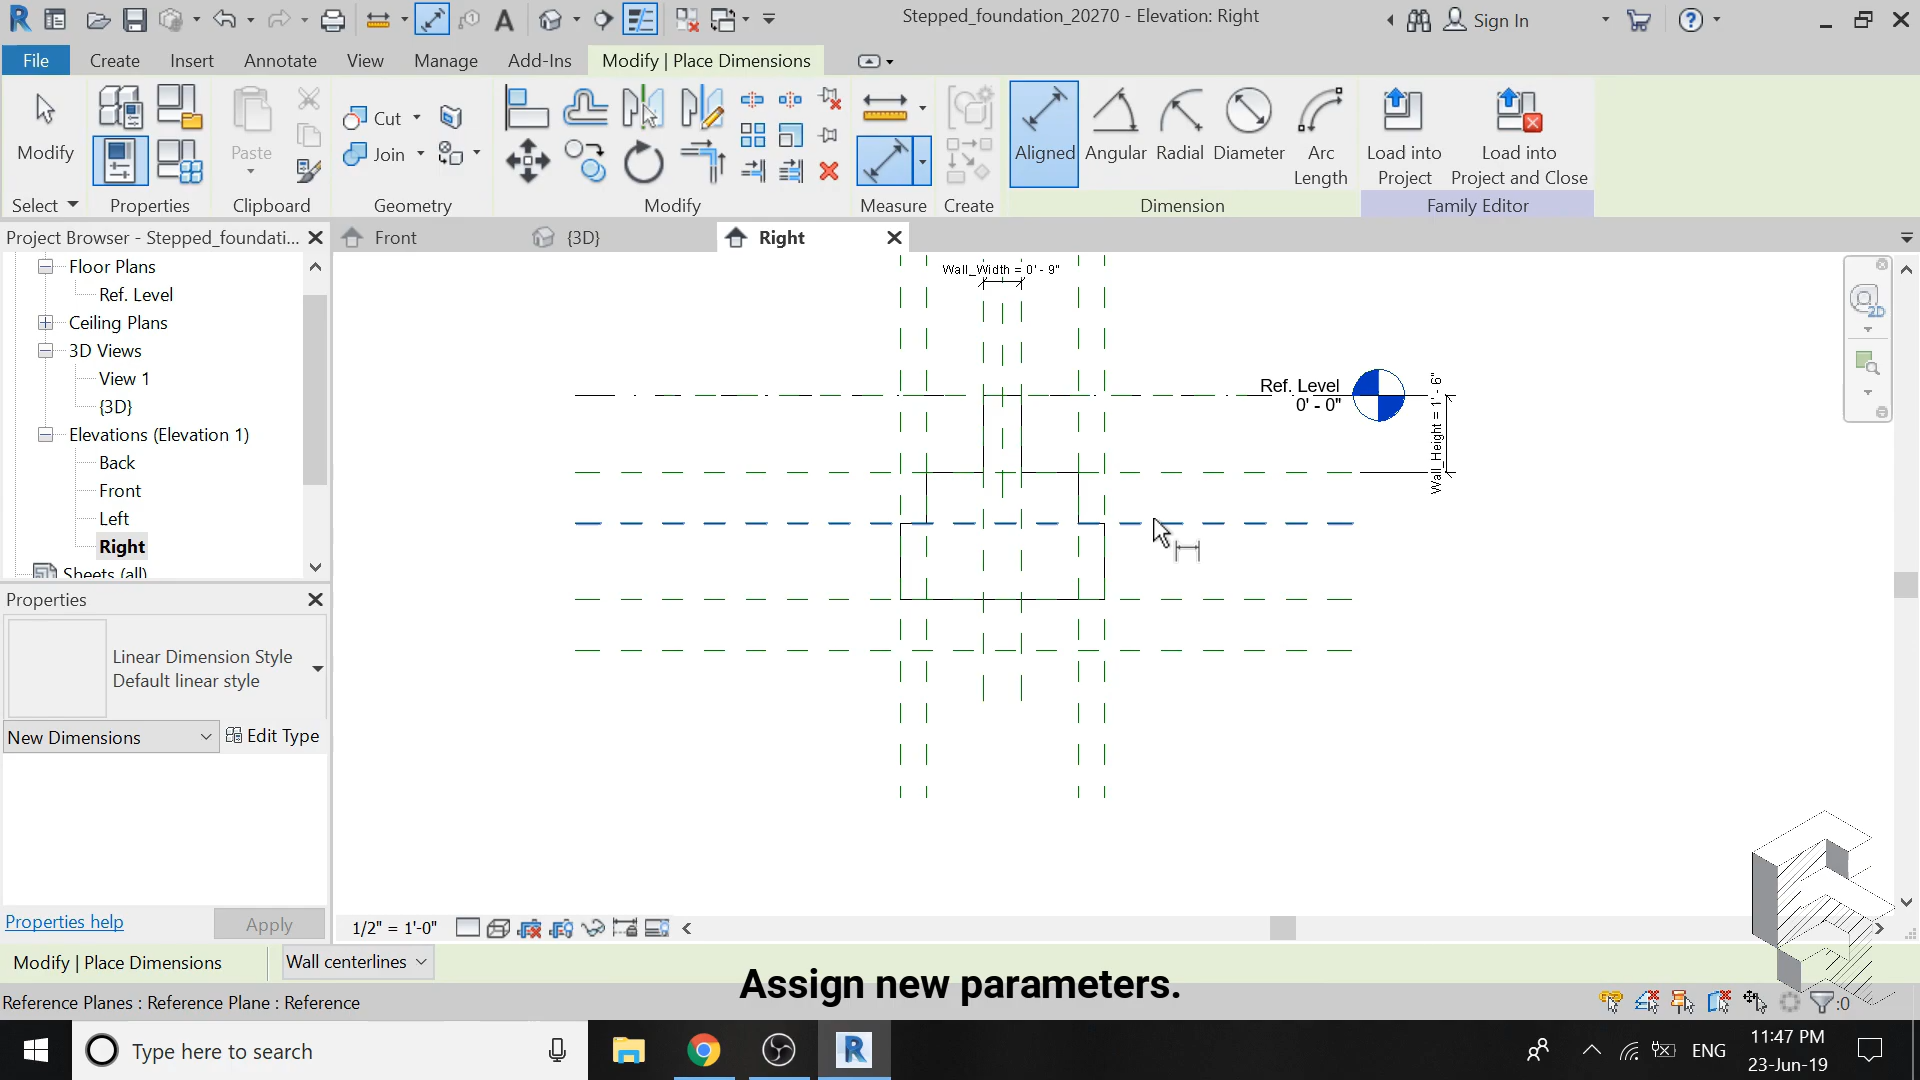 Stepped_foundation_20270 - Elevation: Right
Sign In
File
Create
Insert
Annotate
View
Manage
Add-Ins
Modify | Place Dimensions
Modify
Paste
Cut
Join
Aligned
Angular
Radial
Diameter
Arc
Length
Load into
Project
Load into
Project and Close
Select
Properties
Clipboard
Geometry
Modify
Measure
Create
Dimension
Family Editor
Project Browser - Stepped_foundati...
Front
{3D}
Right
Floor Plans
Ref. Level
Ceiling Plans
3D Views
View 1
{3D}
Elevations (Elevation 1)
Back
Front
Left
Right
Sheets (all)
Wall_Width = 0' - 9"
Ref. Level
0' - 0"
Wall_Height = 1' - 6"
2D
Properties
Linear Dimension Style
Default linear style
New Dimensions
Edit Type
Properties help
Apply
1/2" = 1'-0"
Modify | Place Dimensions
Wall centerlines
Assign new parameters.
Reference Planes : Reference Plane : Reference
:0
Type here to search
ENG
11:47 PM
23-Jun-19